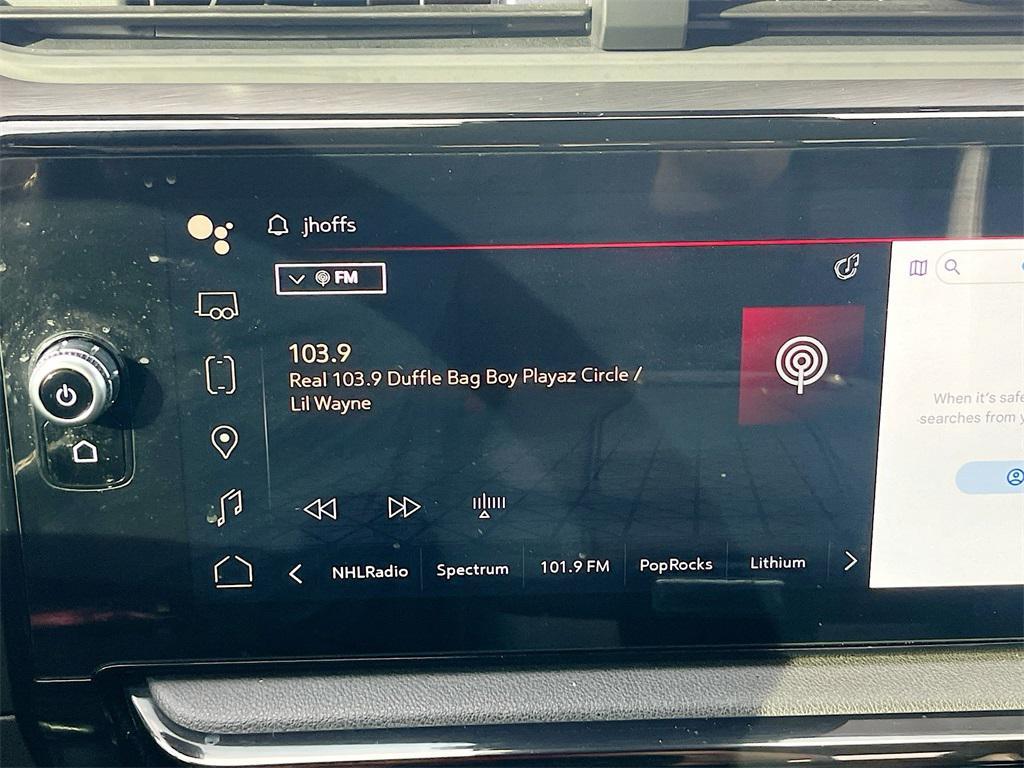 jhoffs
FM
103.9
Real 103.9 Duffle Bag Boy Playaz Circle /
Lil Wayne
When it's safe
searches from
NHLRadio
Spectrum
101.9 FM
PopRocks
Lithium